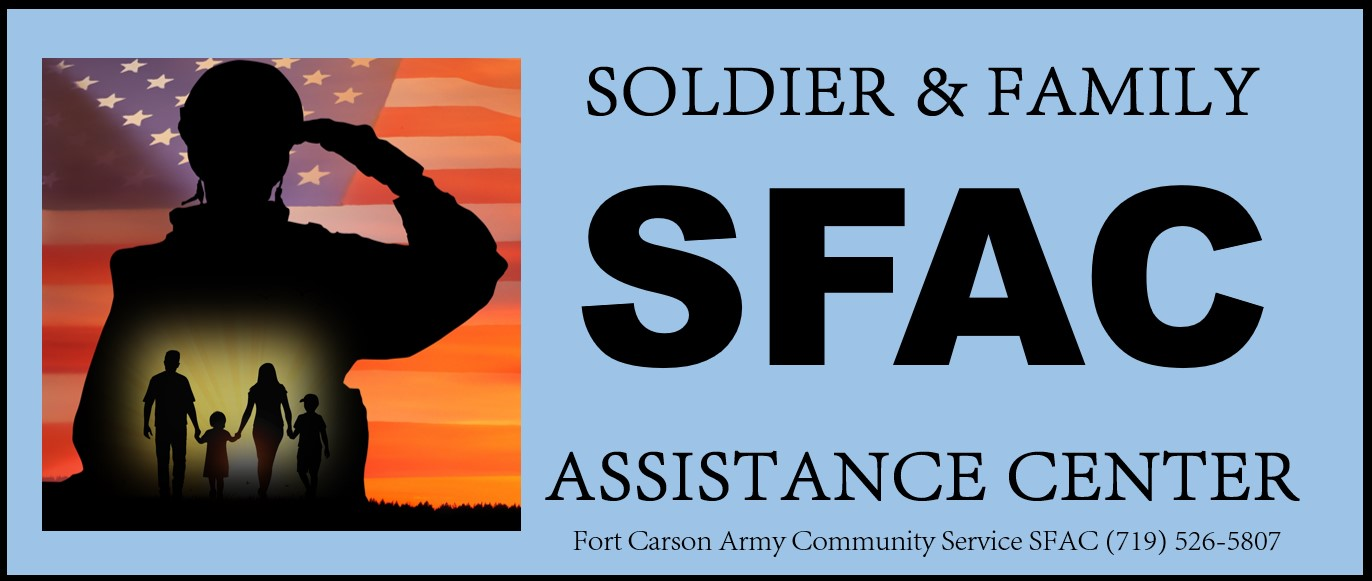 SOLDIER & FAMILY
SFAC
ASSISTANCE CENTER
Fort Carson Army Community Service SFAC (719) 526-5807